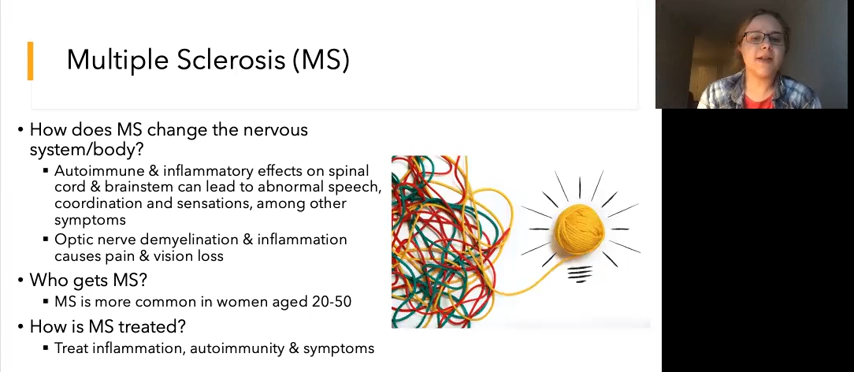 Multiple Sclerosis (MS)
• How does MS change the nervous
system/body?
▪ Autoimmune & inflammatory effects on spinal
cord & brainstem can lead to abnormal speech,
coordination and sensations, among other
symptoms
▪ Optic nerve demyelination & inflammation
causes pain & vision loss
• Who gets MS?
▪ MS is more common in women aged 20-50
• How is MS treated?
▪ Treat inflammation, autoimmunity & symptoms